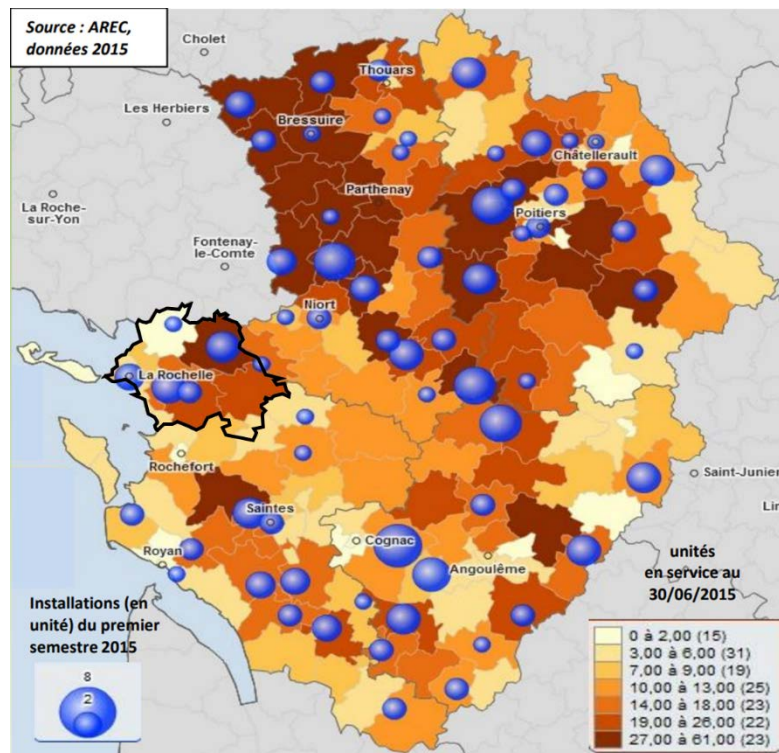 Source : AREC,
données 2015
Cholet
Thouars
Les Herbiers
Bressuire
Châtellerault
La Roche-
sur-Yon
Parthenay
Poitiers
Fontenay-
le-Comte
Niort
La Rochelle
Rochefort
Saint-Junien
Saintes
Cognac
Royan
Angoulême
Installations (en
unité) du premier
semestre 2015
8
2
unités
en service au
30/06/2015
0 à 2,00 (15)
3,00 à 6,00 (31)
7,00 à 9,00 (19)
10,00 à 13,00 (25)
14,00 à 18,00 (23)
19,00 à 26,00 (22)
27,00 à 61,00 (23)